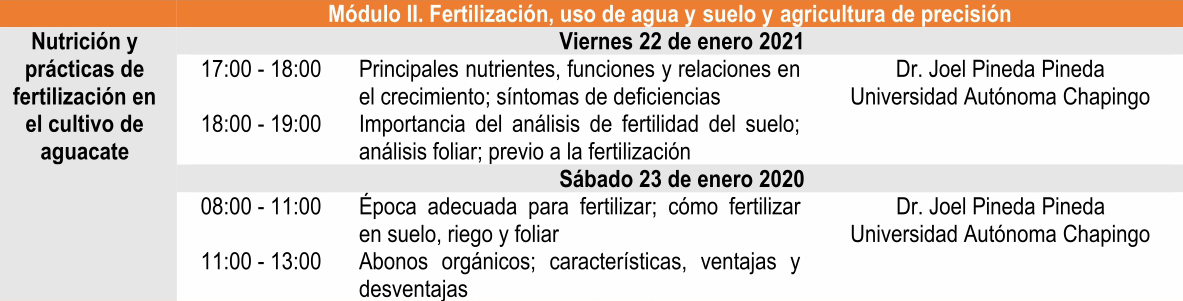 Módulo II. Fertilización, uso de agua y suelo y agricultura de precisión
Nutrición y
prácticas de
fertilización en
el cultivo de
aguacate
Viernes 22 de enero 2021
17:00 - 18:00 Principales nutrientes, funciones y relaciones en Dr. Joel Pineda Pineda
el crecimiento; síntomas de deficiencias Universidad Autónoma Chapingo
18:00 - 19:00 Importancia del análisis de fertilidad del suelo;
análisis foliar; previo a la fertilización
Sábado 23 de enero 2020
08:00 - 11:00 Época adecuada para fertilizar; cómo fertilizar Dr. Joel Pineda Pineda
en suelo, riego y foliar Universidad Autónoma Chapingo
11:00 - 13:00 Abonos orgánicos; características, ventajas y
desventajas